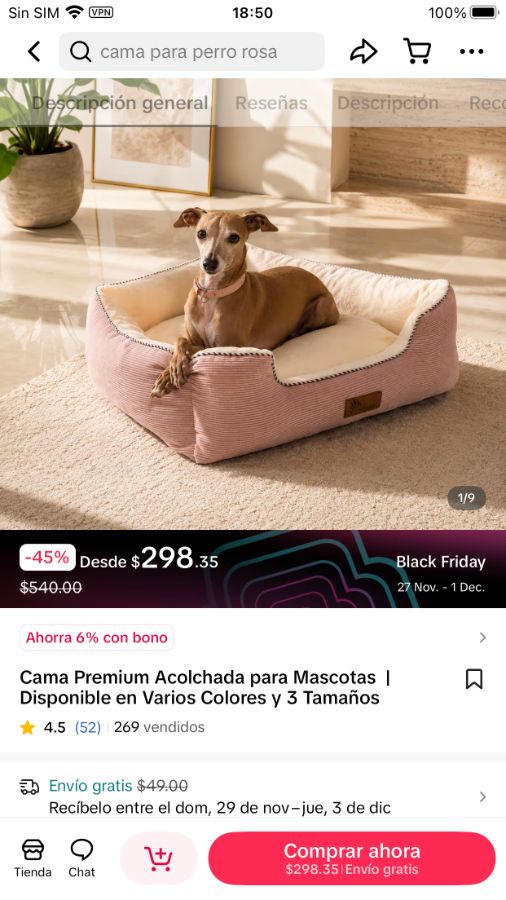 Sin SIM VPN 18:50 100%
cama para perro rosa
Descripción general Reseñas Descripción Reco
1/9
-45% Desde $298.35 Black Friday
$540.00 27 Nov. - 1 Dec.
Ahorra 6% con bono
Cama Premium Acolchada para Mascotas |
Disponible en Varios Colores y 3 Tamaños
4.5 (52) 269 vendidos
Envío gratis $49.00
Recíbelo entre el dom, 29 de nov–jue, 3 de dic
Tienda Chat Comprar ahora
$298.35 | Envío gratis